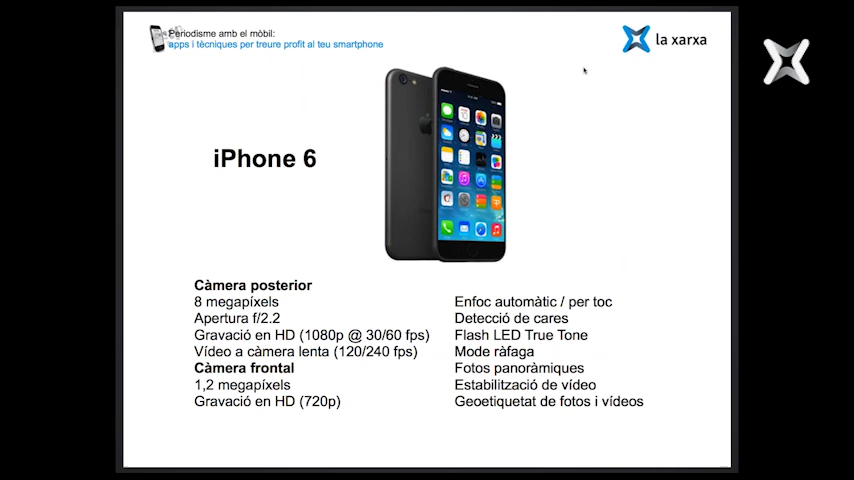 Periodisme amb el mòbil:
apps i tècniques per treure profit al teu smartphone
la xarxa
iPhone 6
Càmera posterior
8 megapíxels
Apertura f/2.2
Gravació en HD (1080p @ 30/60 fps)
Vídeo a càmera lenta (120/240 fps)
Càmera frontal
1,2 megapíxels
Gravació en HD (720p)
Enfoc automàtic / per toc
Detecció de cares
Flash LED True Tone
Mode ràfaga
Fotos panoràmiques
Estabilització de vídeo
Geoetiquetat de fotos i vídeos